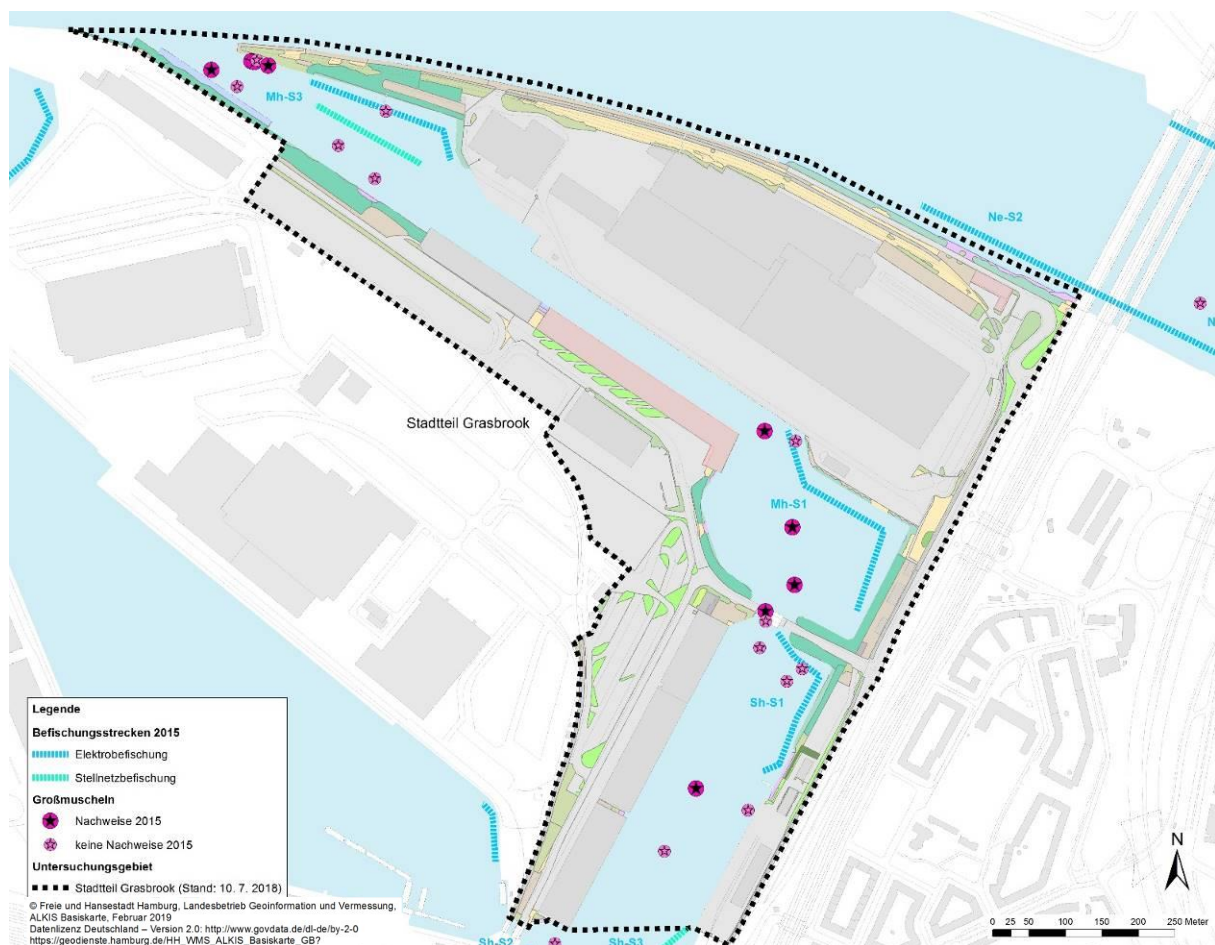 Mh-S3
Ne-S2
N
Stadtteil Grasbrook
Mh-S1
Sh-S1
Legende
Befischungsstrecken 2015
Elektrobefischung
Stellnetzbefischung
Großmuscheln
Nachweise 2015
keine Nachweise 2015
Untersuchungsgebiet
Stadtteil Grasbrook (Stand: 10. 7. 2018)
N
0 25 50 100 150 200 250 Meter
© Freie und Hansestadt Hamburg, Landesbetrieb Geoinformation und Vermessung,
ALKIS Basiskarte, Februar 2019
Datenlizenz Deutschland – Version 2.0: http://www.govdata.de/dl-de/by-2-0
https://geodienste.hamburg.de/HH_WMS_ALKIS_Basiskarte_GB?
Sh-S2
Sh-S3